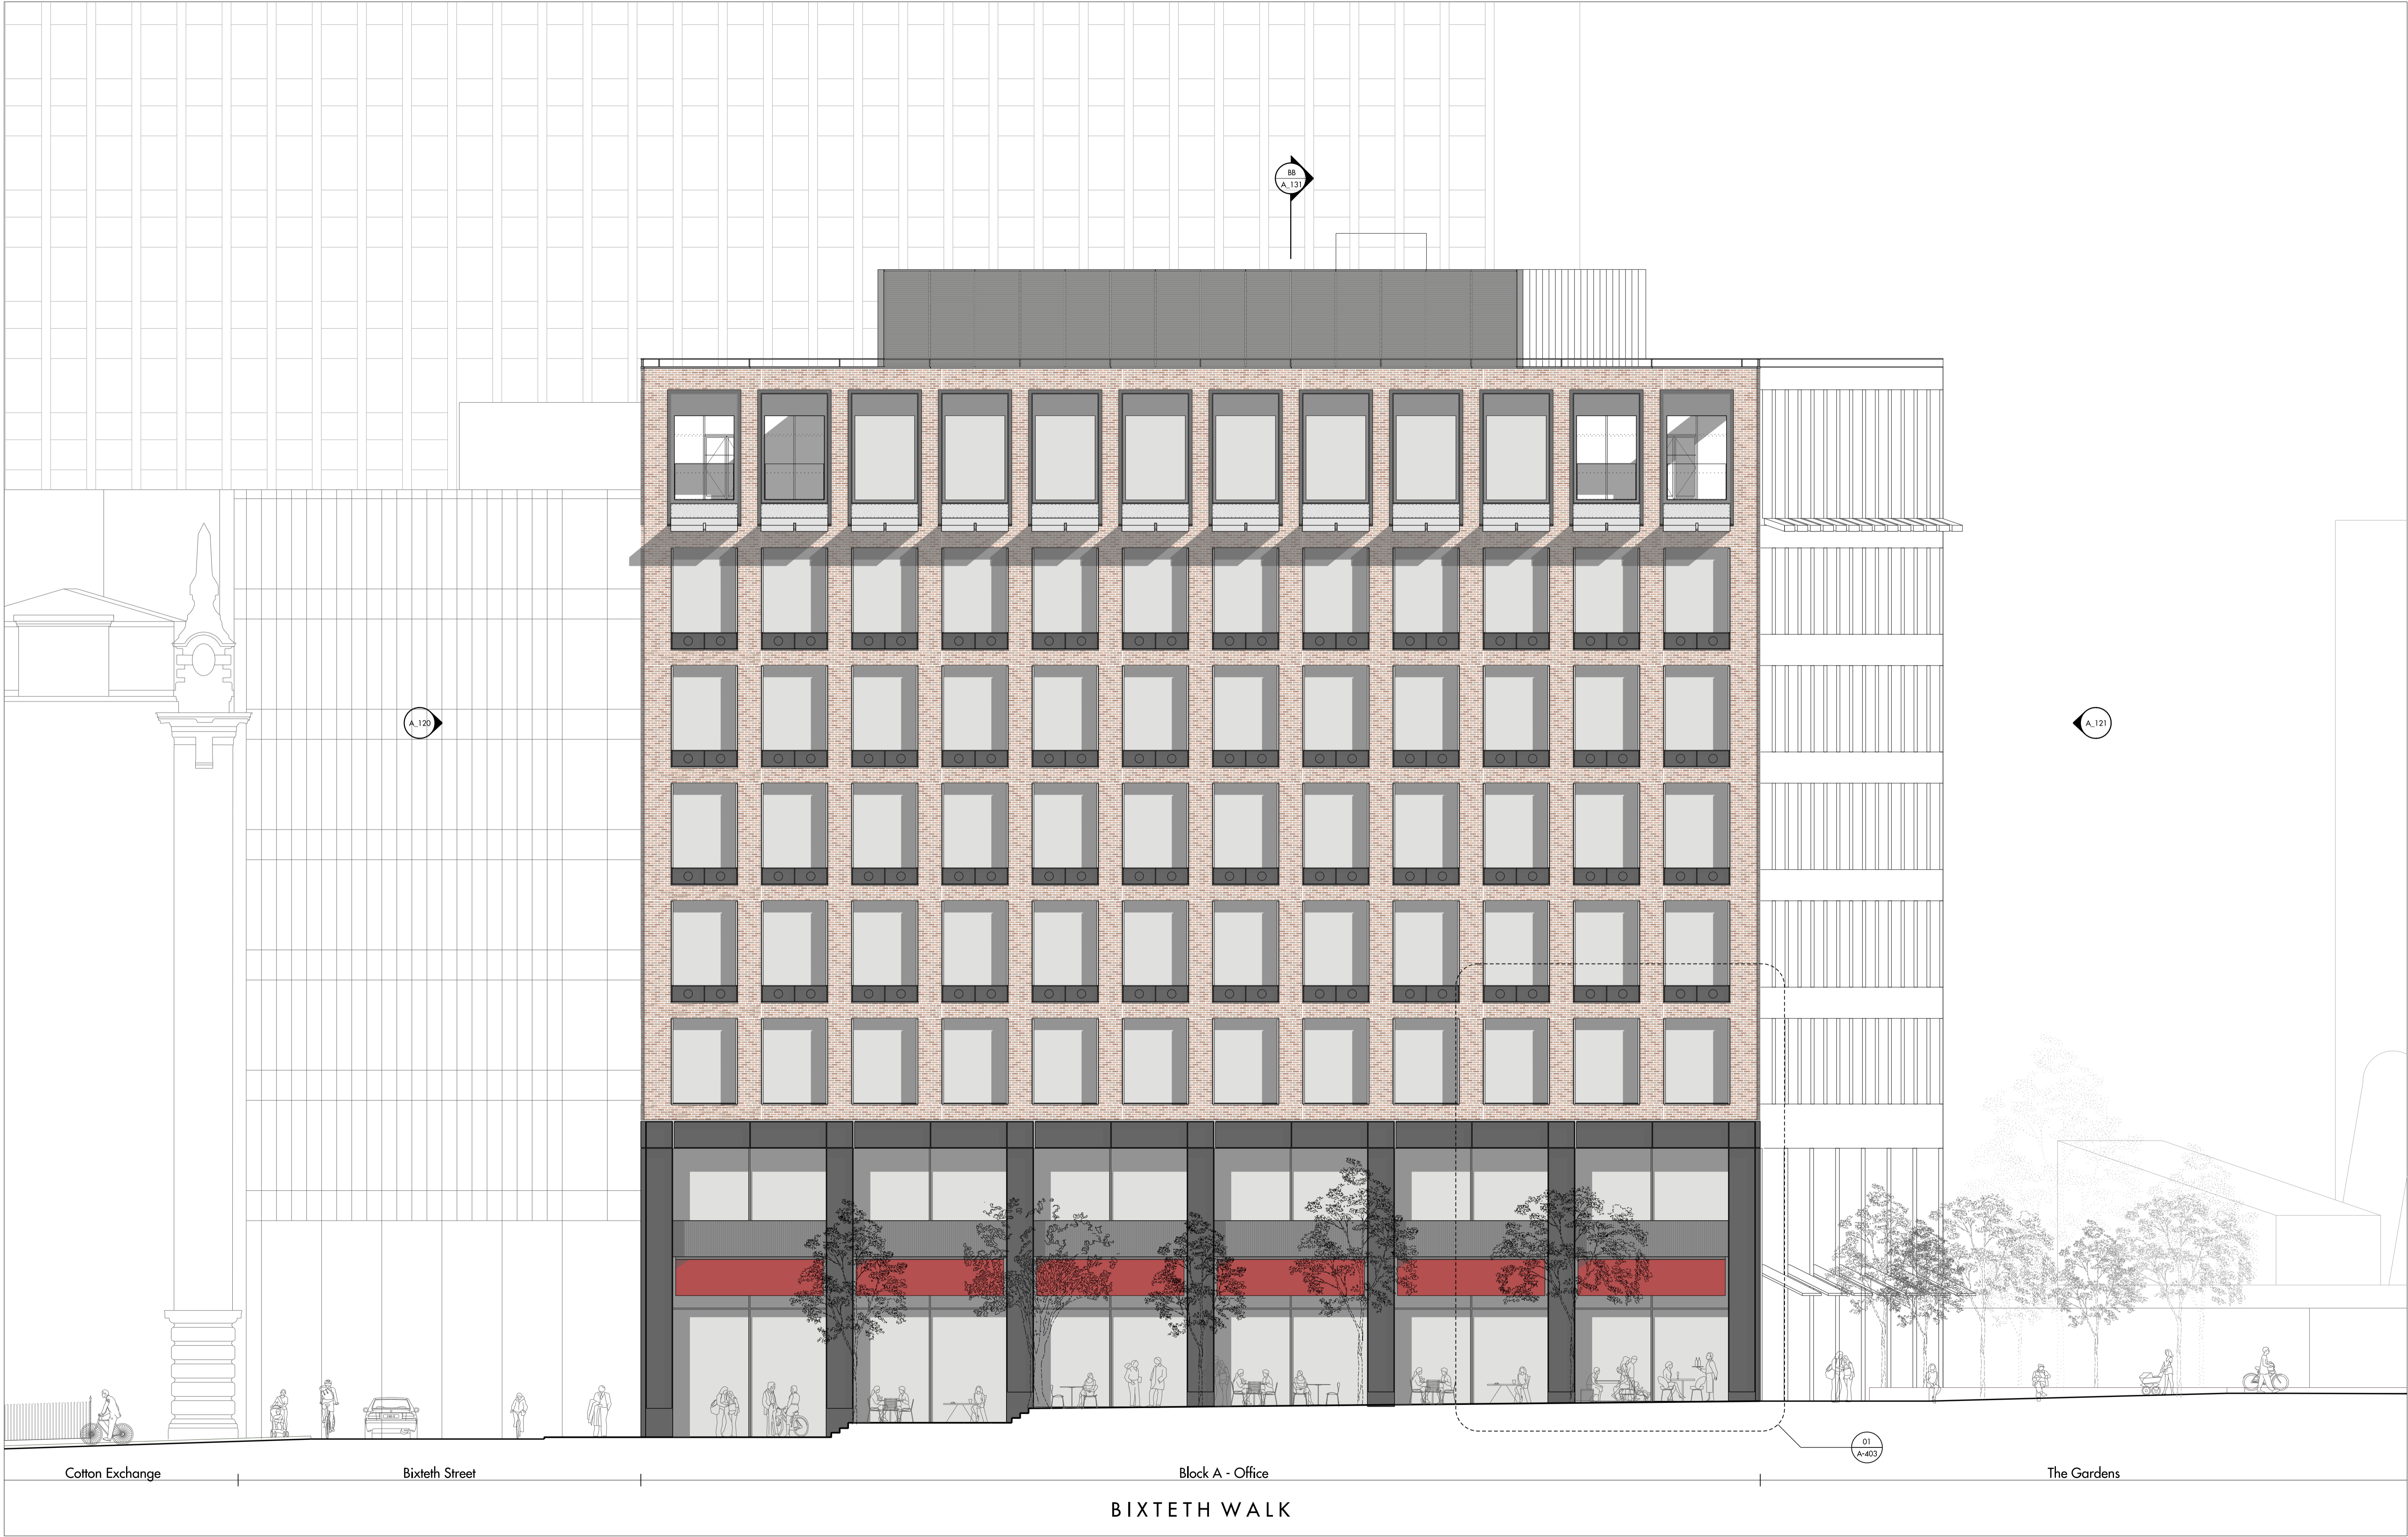 BB
A_131
A_120
A_121
01
A-403
Cotton Exchange
Bixteth Street
Block A - Office
The Gardens
BIXTETH WALK